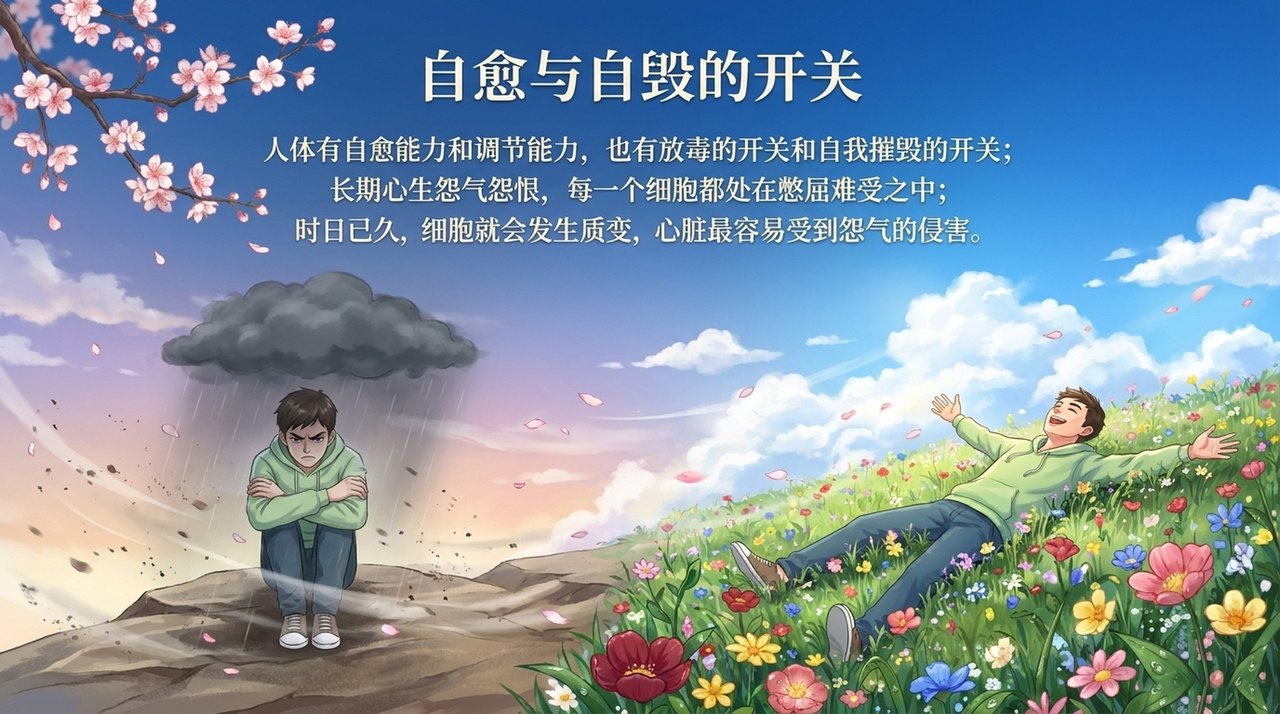 自愈与自毁的开关
人体有自愈能力和调节能力，也有放毒的开关和自我摧毁的开关；
长期心生怨气怨恨，每一个细胞都处在憋屈难受之中；
时日已久，细胞就会发生质变，心脏最容易受到怨气的侵害。